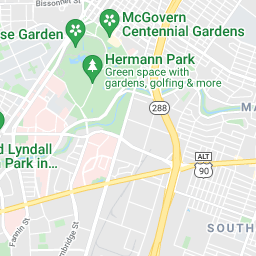 Bissonnet St
McGovern
Centennial Gardens
se Garden
Hermann Park
Green space with
gardens, golfing & more
288
MA
d Lyndall
Park in…
ALT
90
Fannin St
mbridge St
SOUTH